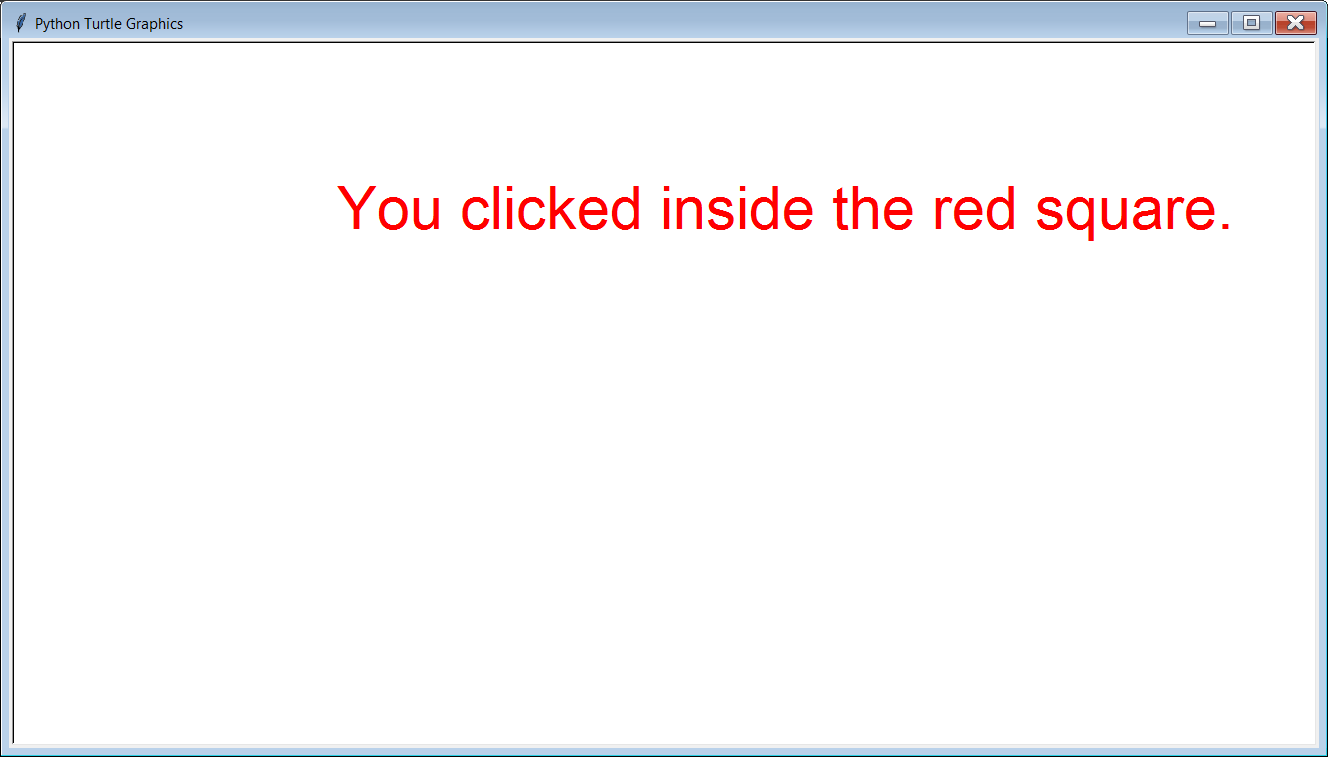 Python Turtle Graphics
You clicked inside the red square.